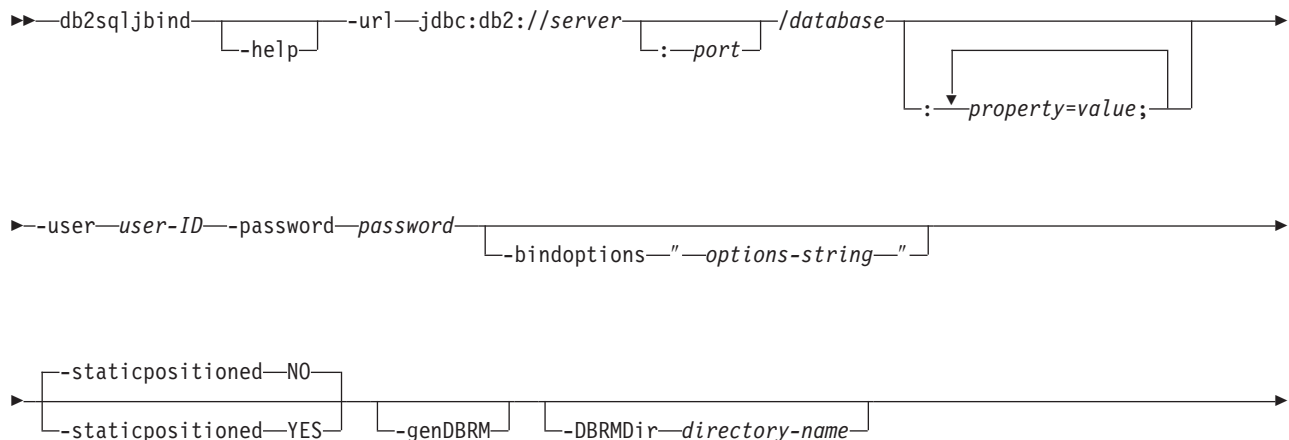 db2sqljbind -url jdbc:db2://server /database
-help : port
: property=value;
-user user-ID -password password
-bindoptions " options-string "
-staticpositioned NO
-staticpositioned YES -genDBRM -DBRMDir directory-name